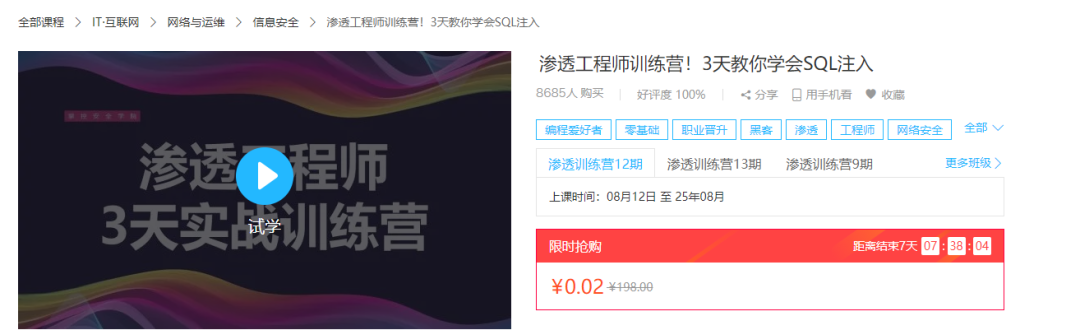 全部课程 > IT·互联网 > 网络与运维 > 信息安全 > 渗透工程师训练营！3天教你学会SQL注入
渗透工程师
3天实战训练营
试学
渗透工程师训练营！3天教你学会SQL注入
8685人 购买 好评度 100% 分享 用手机看 收藏
编程爱好者 零基础 职业晋升 黑客 渗透 工程师 网络安全 全部
渗透训练营12期 渗透训练营13期 渗透训练营9期 更多班级 >
上课时间：08月12日 至 25年08月
限时抢购 距离结束7天 07 : 38 : 04
¥0.02 ¥198.00